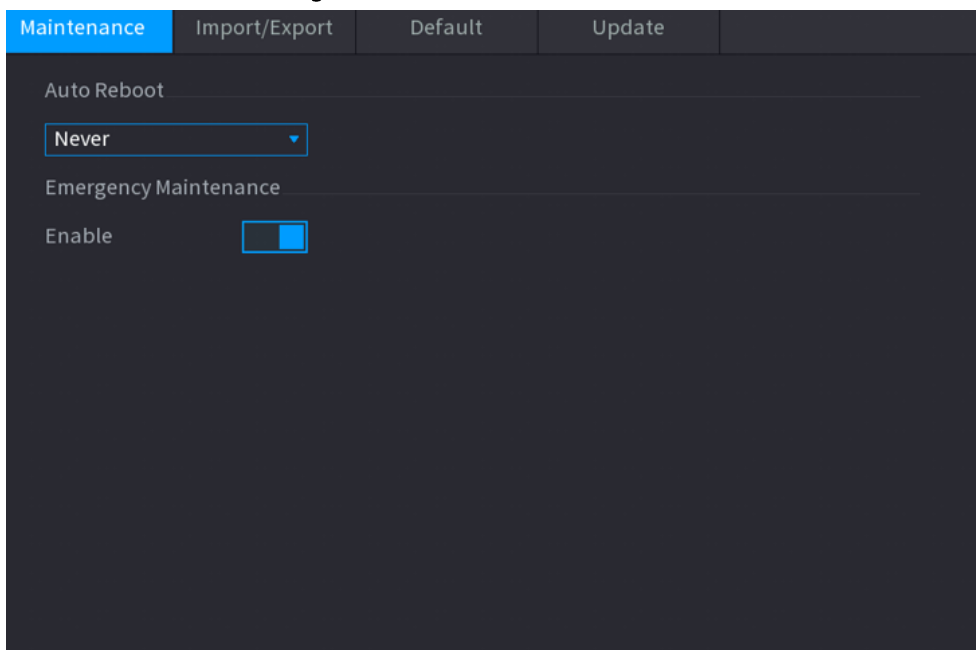 Maintenance Import/Export Default Update
Auto Reboot
Never
Emergency Maintenance
Enable